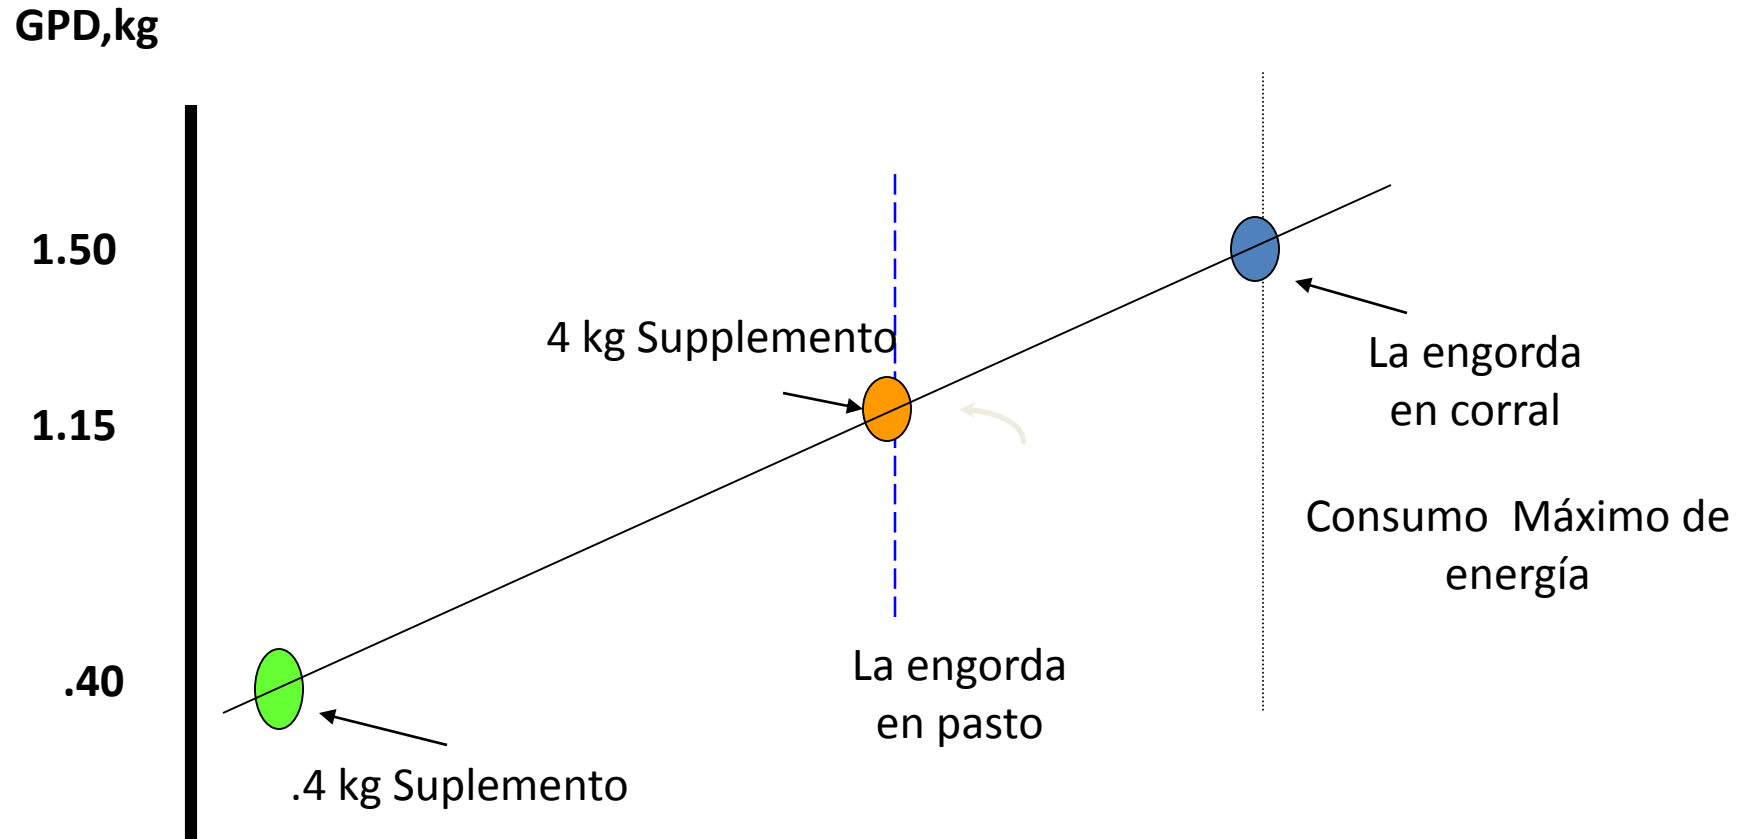 GPD,kg
1.50
4 kg Supplemento
La engorda
en corral
1.15
Consumo  Máximo de
energía
.40
La engorda
en pasto
.4 kg Suplemento